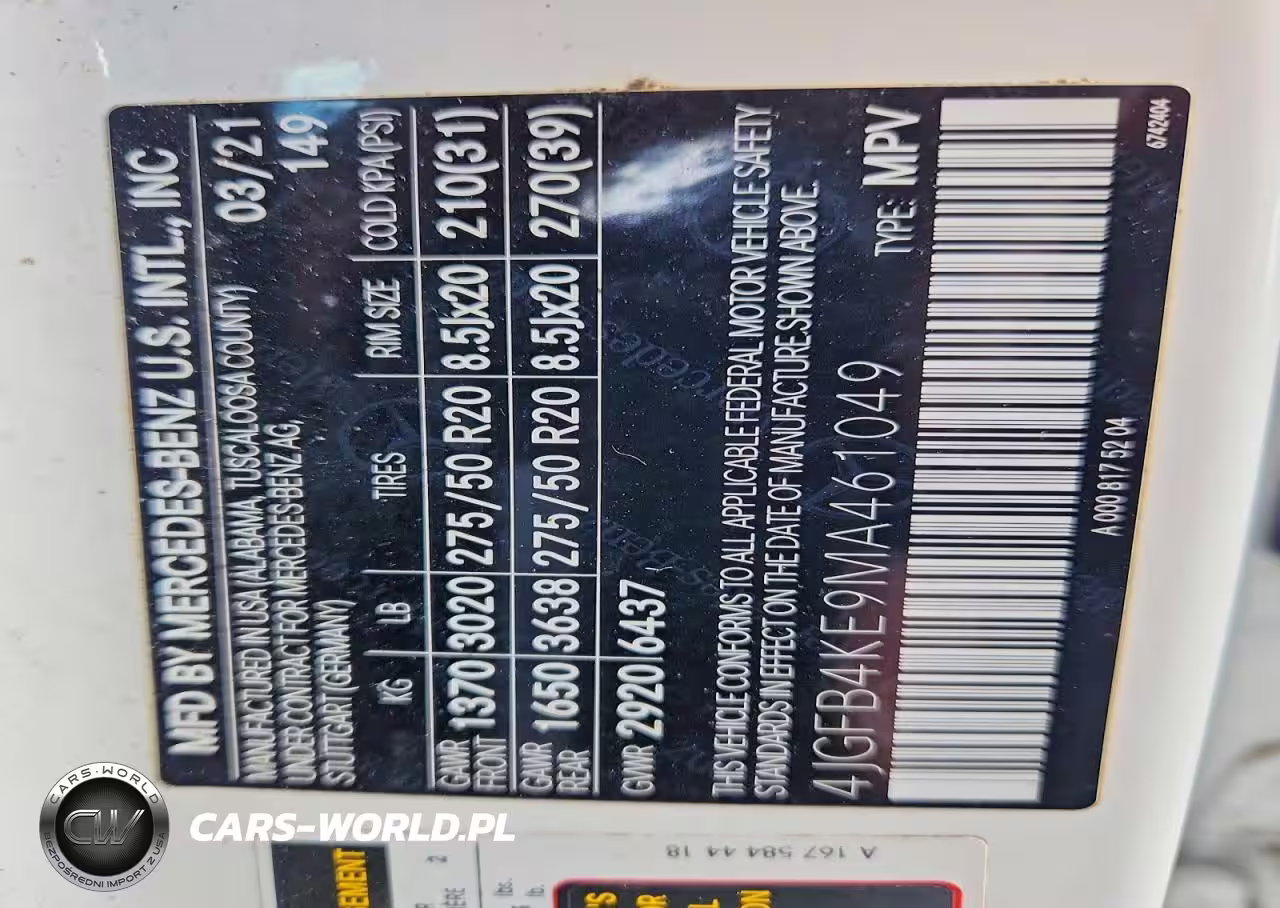 MFD BY MERCEDES-BENZ U.S. INTL., INC
MANUFACTURED IN USA (ALABAMA, TUSCALOOSA COUNTY) 03/21
UNDER CONTRACT FOR MERCEDES-BENZ AG, 149
STUTTGART (GERMANY)
KG LB TIRES RIM SIZE COLD KPA(PSI)
GAWR FRONT 1370 3020 275/50 R20 8.5Jx20 210(31)
GAWR REAR 1650 3638 275/50 R20 8.5Jx20 270(39)
GVWR 2920 6437
THIS VEHICLE CONFORMS TO ALL APPLICABLE FEDERAL MOTOR VEHICLE SAFETY
STANDARDS IN EFFECT ON THE DATE OF MANUFACTURE SHOWN ABOVE.
4JGFB4KE9MA461049 TYPE: MPV
A 000 817 52 04
6742404
A 167 584 44 18
CARS-WORLD
CW
BEZPOŚREDNI IMPORT Z USA
CARS-WORLD.PL